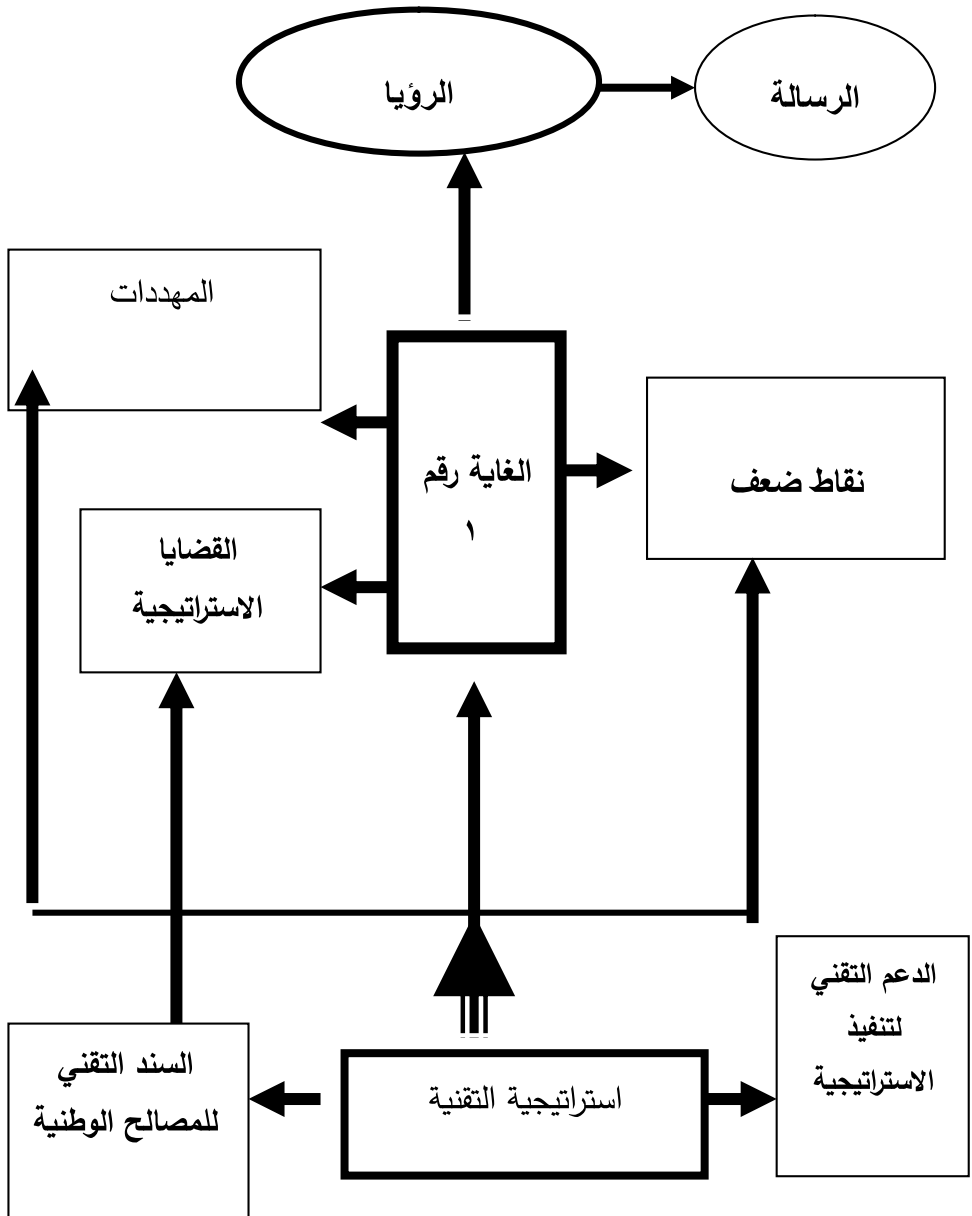 الرؤيا
الرسالة
المهددات
الغاية رقم
١
نقاط ضعف
القضايا
الاستراتيجية
الدعم التقني
لتنفيذ
الاستراتيجية
استراتيجية التقنية
السند التقني
للمصالح الوطنية